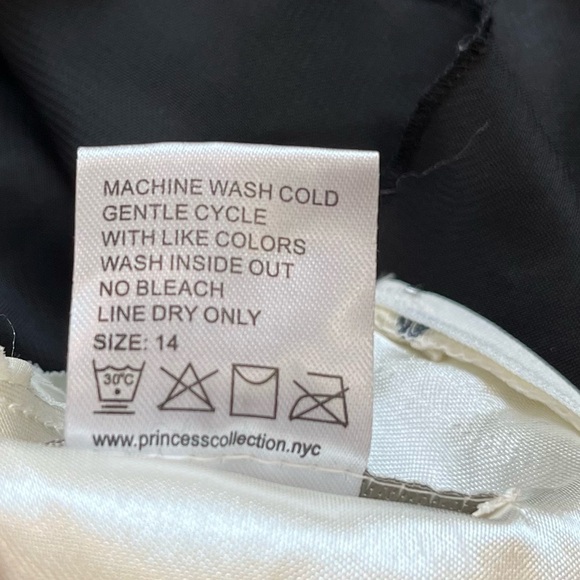 MACHINE WASH COLD
GENTLE CYCLE
WITH LIKE COLORS
WASH INSIDE OUT
NO BLEACH
LINE DRY ONLY
SIZE: 14
30°C
www.princesscollection.nyc